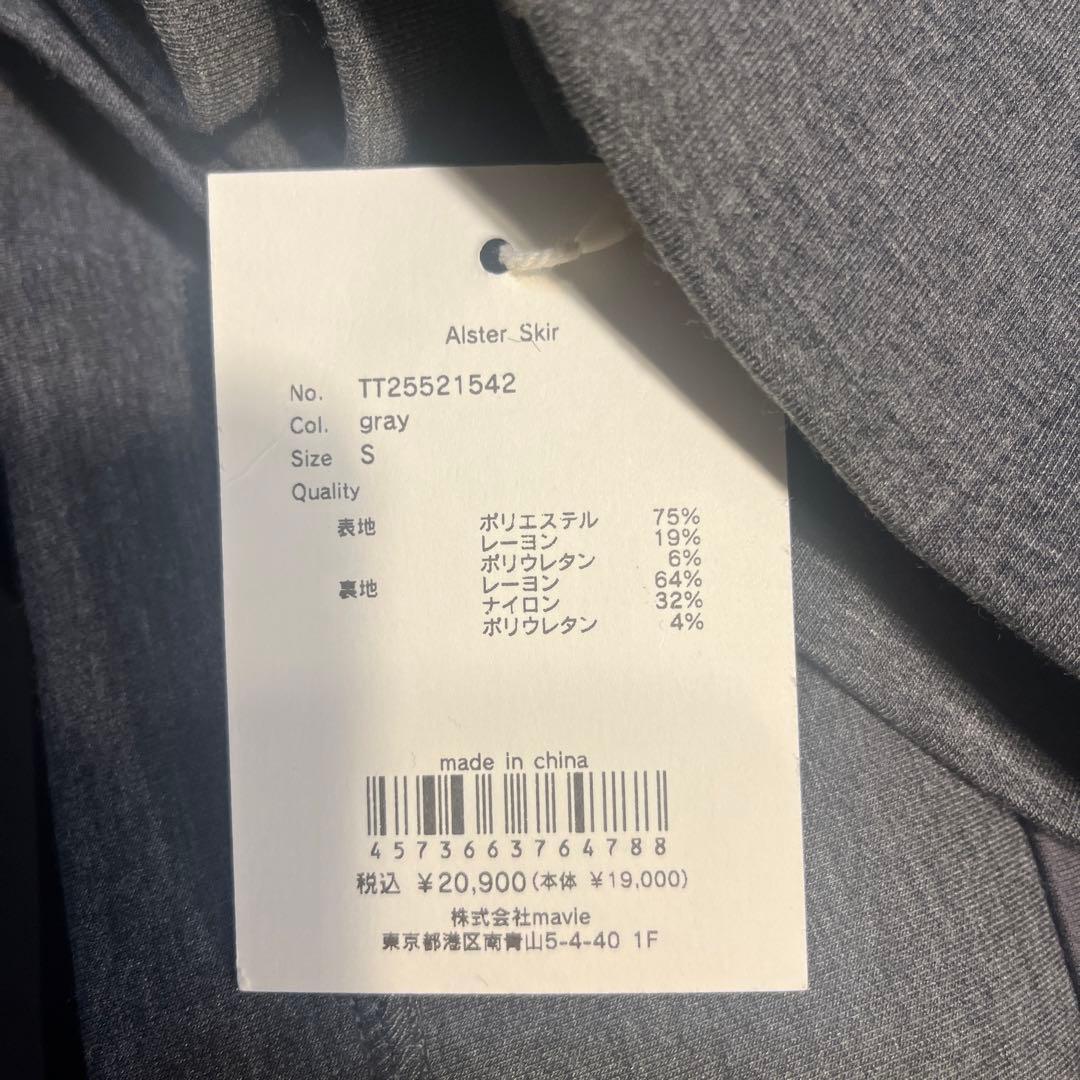 Alster Skir
No. TT25521542
Col. gray
Size S
Quality
表地 ポリエステル 75%
レーヨン 19%
ポリウレタン 6%
裏地 レーヨン 64%
ナイロン 32%
ポリウレタン 4%
made in china
4573663764788
税込 ¥20,900(本体 ¥19,000)
株式会社mavie
東京都港区南青山5-4-40 1F